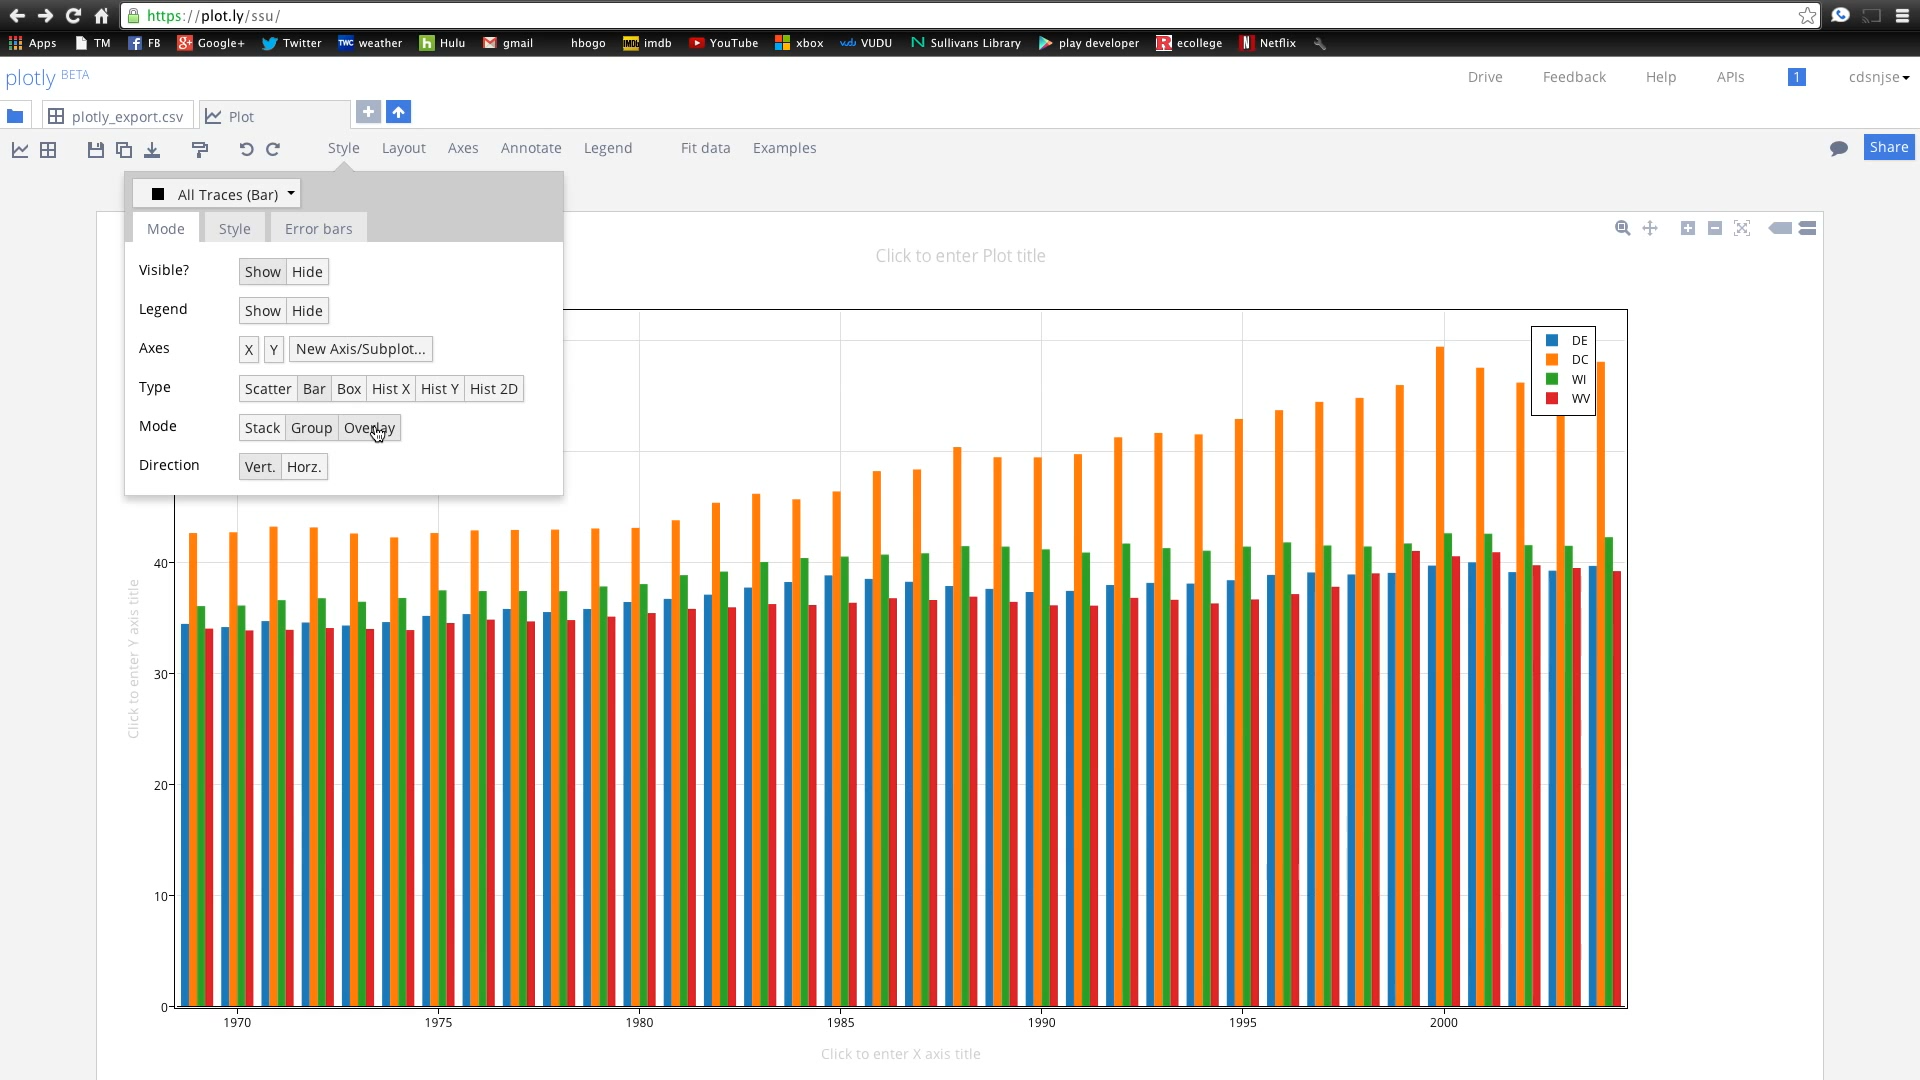 https://plot.ly/ssu/
Apps TM FB Google+ Twitter TWC weather h Hulu gmail hbogo IMDb imdb YouTube xbox vdu VUDU N Sullivans Library play developer R ecollege N Netflix
plotly BETA Drive Feedback Help APIs 1 cdsnjse
plotly_export.csv Plot
Style Layout Axes Annotate Legend Fit data Examples Share
All Traces (Bar)
Mode Style Error bars
Visible? Show Hide
Legend Show Hide
Axes X Y New Axis/Subplot...
Type Scatter Bar Box Hist X Hist Y Hist 2D
Mode Stack Group Overlay
Direction Vert. Horz.
Click to enter Plot title
DE
DC
WI
WV
Click to enter Y axis title
40
30
20
10
0
1970 1975 1980 1985 1990 1995 2000
Click to enter X axis title